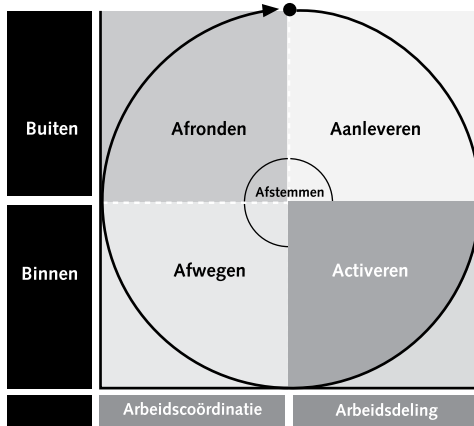 Buiten
Afronden
Aanleveren
Afstemmen
Binnen
Afwegen
Activeren
Arbeidscoördinatie
Arbeidsdeling